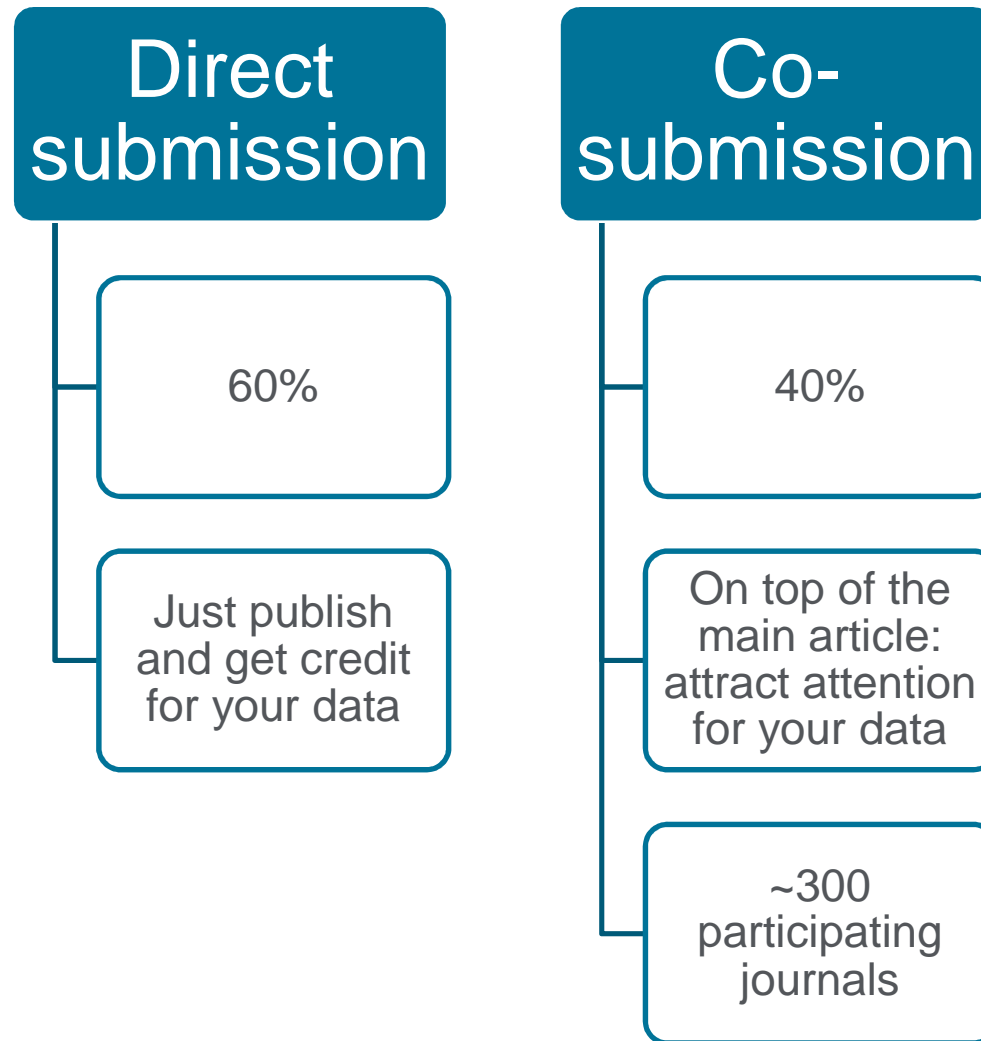 Direct
submission
60%
Just publish
and get credit
for your data
Co-
submission
40%
On top of the
main article:
attract attention
for your data
~300
participating
journals